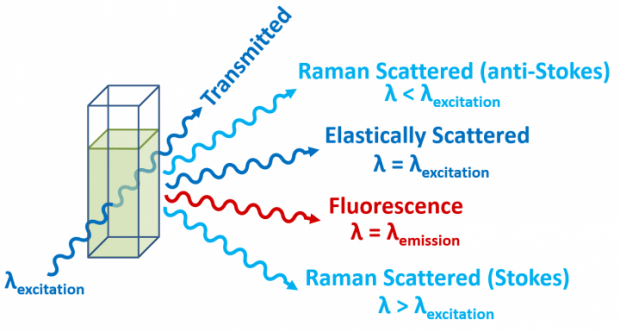 Transmitted
Raman Scattered (anti-Stokes)
λ < λexcitation
Elastically Scattered
λ = λexcitation
Fluorescence
λ = λemission
Raman Scattered (Stokes)
λ > λexcitation
λexcitation